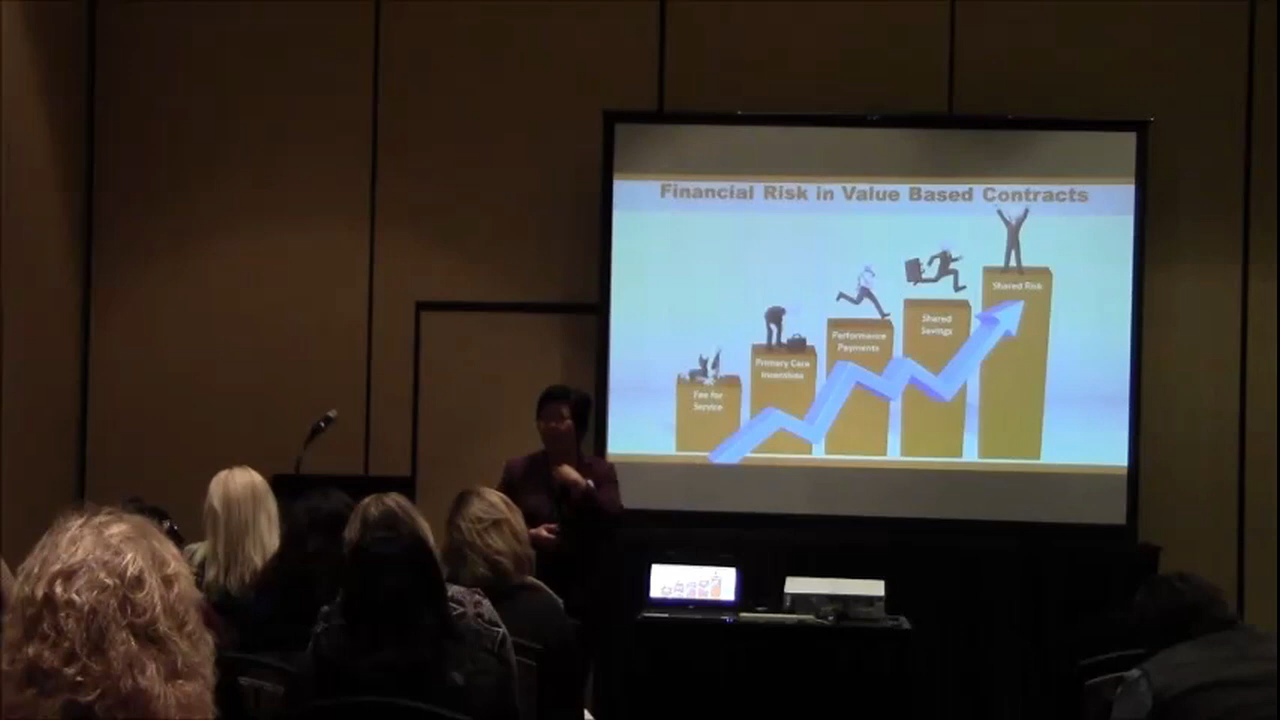 Financial Risk in Value Based Contracts
Fee for
Service
Primary Care
Incentives
Performance
Payments
Shared
Savings
Shared Risk